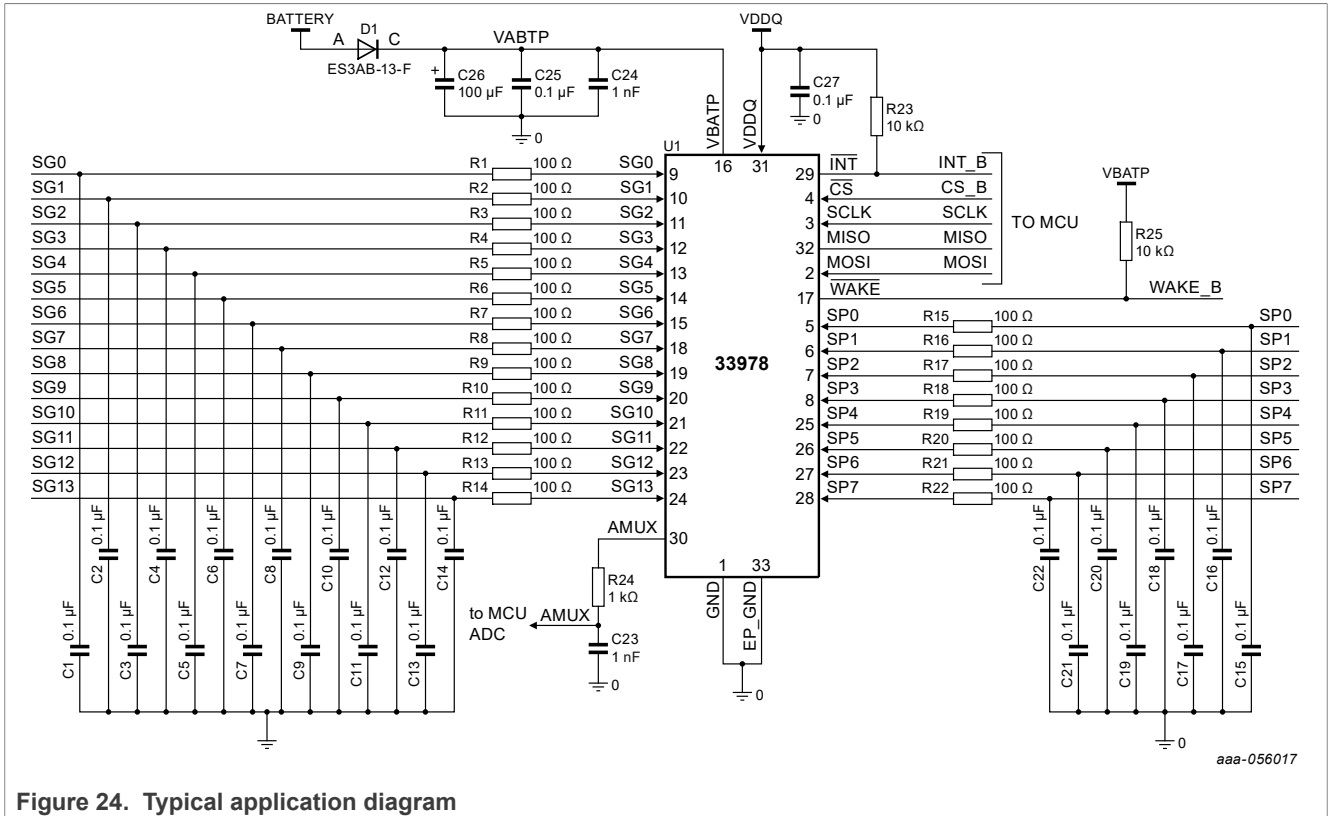 BATTERY
D1
A C
ES3AB-13-F
VABTP
+
C26
100 µF
C25
0.1 µF
C24
1 nF
0
VBATP
VDDQ
VDDQ
C27
0.1 µF
0
R23
10 kΩ
U1
16 31
SG0 R1 100 Ω SG0 9
SG1 R2 100 Ω SG1 10
SG2 R3 100 Ω SG2 11
SG3 R4 100 Ω SG3 12
SG4 R5 100 Ω SG4 13
SG5 R6 100 Ω SG5 14
SG6 R7 100 Ω SG6 15
SG7 R8 100 Ω SG7 18
SG8 R9 100 Ω SG8 19
SG9 R10 100 Ω SG9 20
SG10 R11 100 Ω SG10 21
SG11 R12 100 Ω SG11 22
SG12 R13 100 Ω SG12 23
SG13 R14 100 Ω SG13 24
33978
29 INT INT_B
4 CS CS_B
3 SCLK SCLK
32 MISO MISO
2 MOSI MOSI
TO MCU
17 WAKE WAKE_B
VBATP
R25
10 kΩ
5 SP0 R15 100 Ω SP0
6 SP1 R16 100 Ω SP1
7 SP2 R17 100 Ω SP2
8 SP3 R18 100 Ω SP3
25 SP4 R19 100 Ω SP4
26 SP5 R20 100 Ω SP5
27 SP6 R21 100 Ω SP6
28 SP7 R22 100 Ω SP7
AMUX 30
R24
1 kΩ
to MCU
ADC
AMUX
C23
1 nF
0
1 33
GND
EP_GND
0
C2 0.1 µF
C4 0.1 µF
C6 0.1 µF
C8 0.1 µF
C10 0.1 µF
C12 0.1 µF
C14 0.1 µF
C1 0.1 µF
C3 0.1 µF
C5 0.1 µF
C7 0.1 µF
C9 0.1 µF
C11 0.1 µF
C13 0.1 µF
C22 0.1 µF
C20 0.1 µF
C18 0.1 µF
C16 0.1 µF
C21 0.1 µF
C19 0.1 µF
C17 0.1 µF
C15 0.1 µF
0
aaa-056017
Figure 24. Typical application diagram